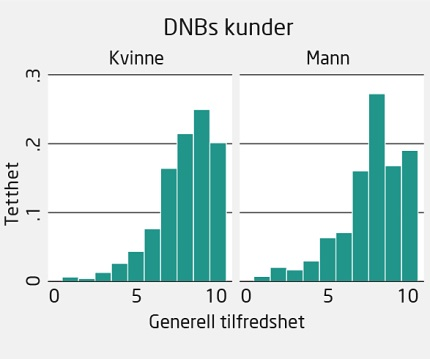 DNBs kunder
Kvinne
Mann
Tetthet
.3
.2
.1
0
0 5 10
0 5 10
Generell tilfredshet